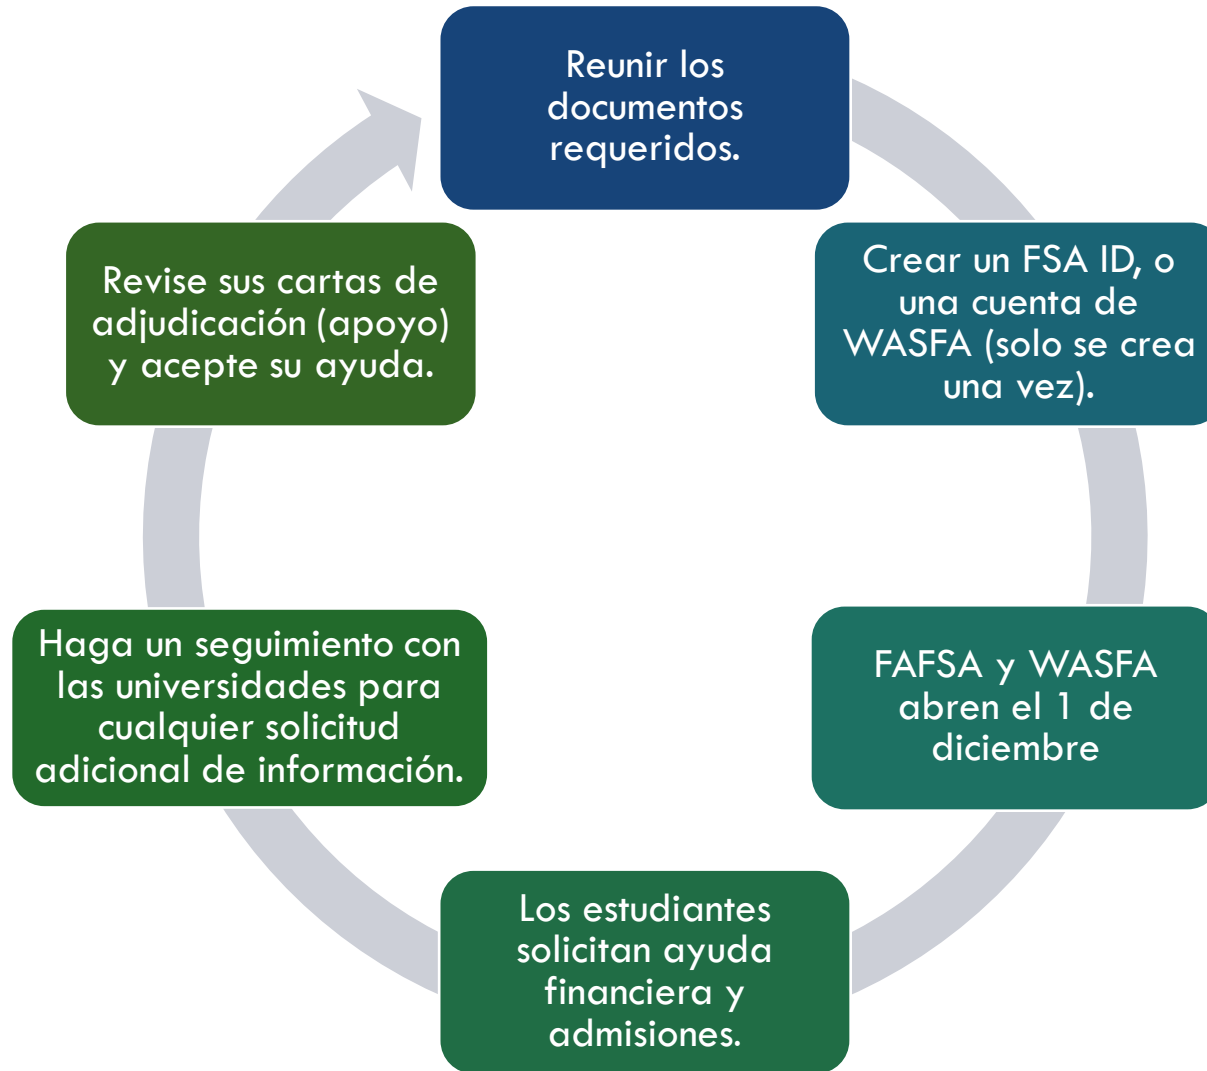 Reunir los
documentos
requeridos.
Crear un FSA ID, o
una cuenta de
WASFA (solo se crea
una vez).
FAFSA y WASFA
abren el 1 de
diciembre
Los estudiantes
solicitan ayuda
financiera y
admisiones.
Haga un seguimiento con
las universidades para
cualquier solicitud
adicional de información.
Revise sus cartas de
adjudicación (apoyo)
y acepte su ayuda.